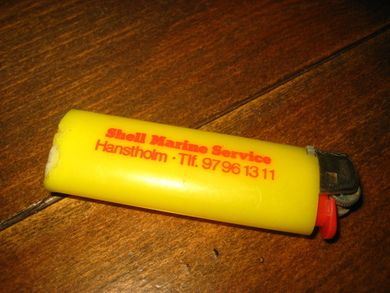 Shell Marine Service
Hanstholm · Tlf. 97 96 13 11